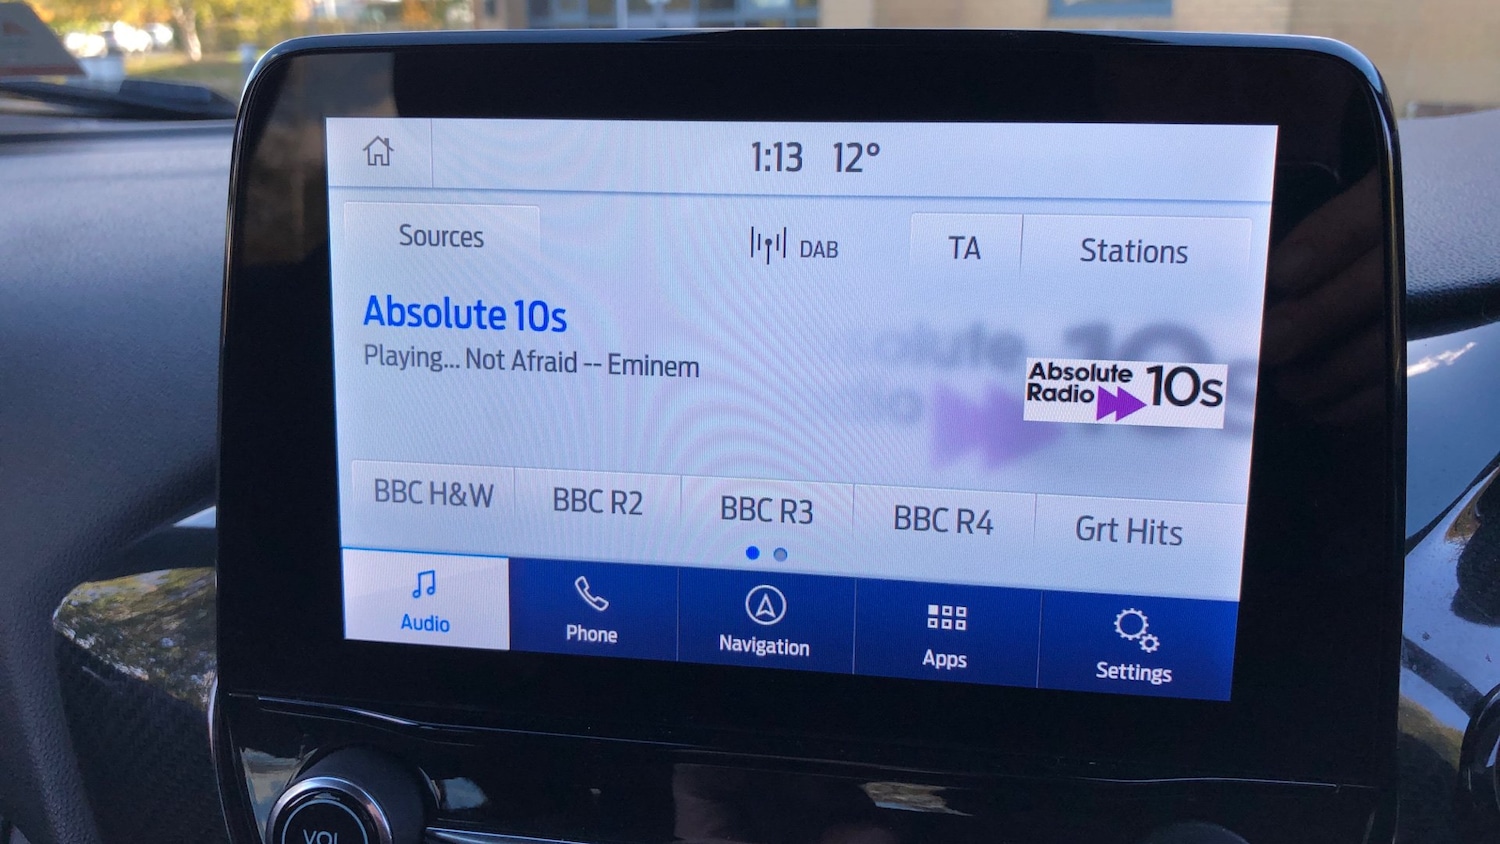 1:13 12°
Sources
DAB
TA
Stations
Absolute 10s
Playing... Not Afraid -- Eminem
Absolute
Radio
10s
BBC H&W
BBC R2
BBC R3
BBC R4
Grt Hits
Audio
Phone
Navigation
Apps
Settings
VOL